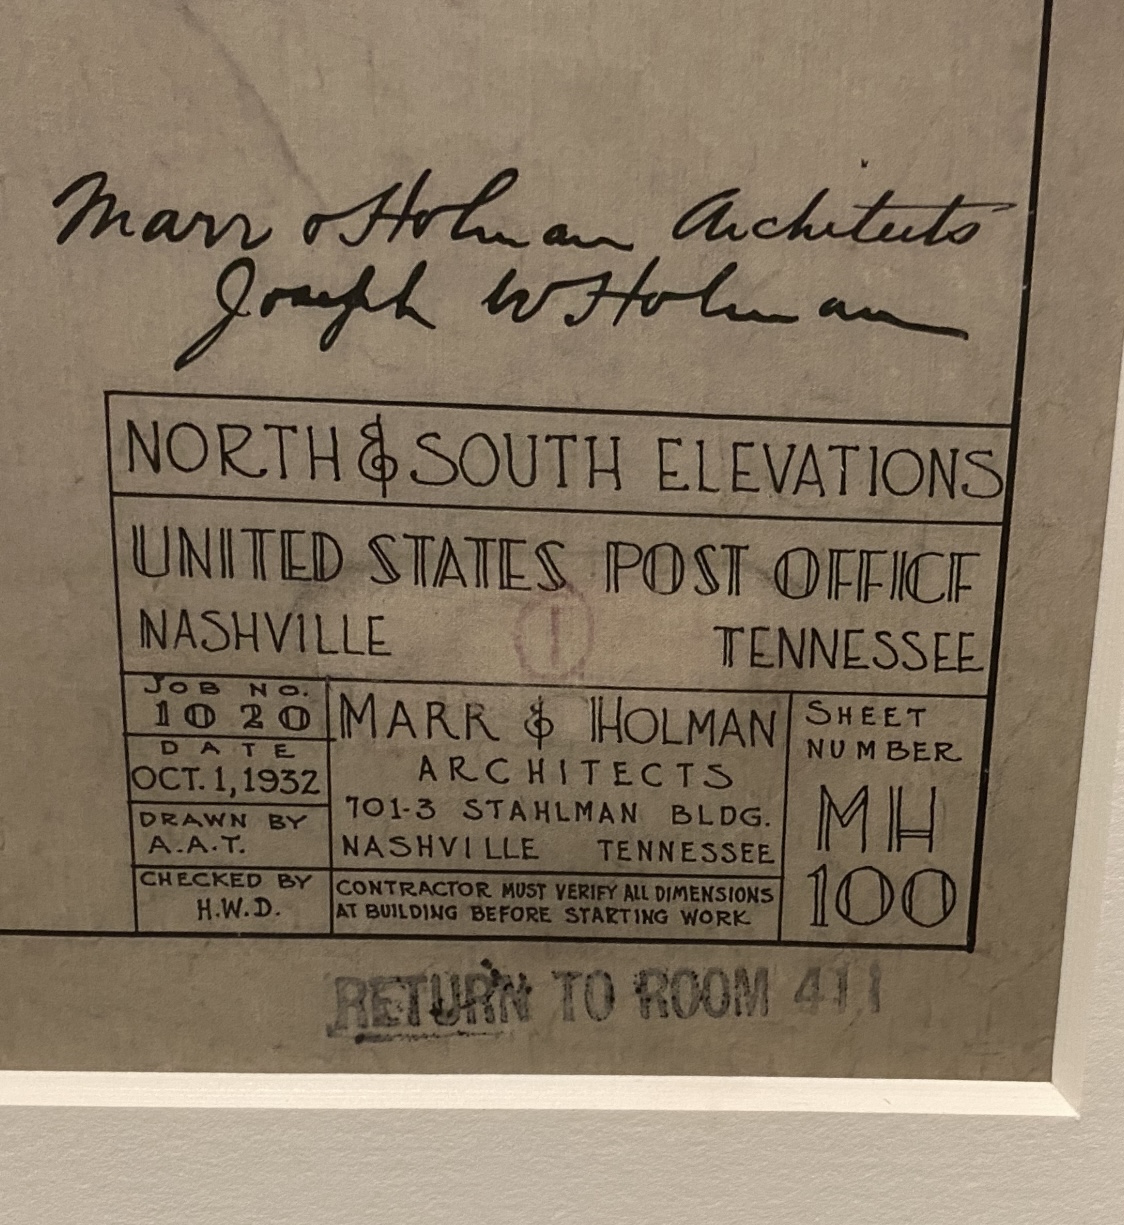 Marr & Holman Architects
Joseph W Holman
NORTH & SOUTH ELEVATIONS
UNITED STATES POST OFFICE
NASHVILLE TENNESSEE
1
JOB NO.
1020
DATE
OCT. 1, 1932
DRAWN BY
A.A.T.
CHECKED BY
H.W.D.
MARR & HOLMAN
ARCHITECTS
701-3 STAHLMAN BLDG.
NASHVILLE TENNESSEE
CONTRACTOR MUST VERIFY ALL DIMENSIONS
AT BUILDING BEFORE STARTING WORK
SHEET
NUMBER
MH
100
RETURN TO ROOM 411